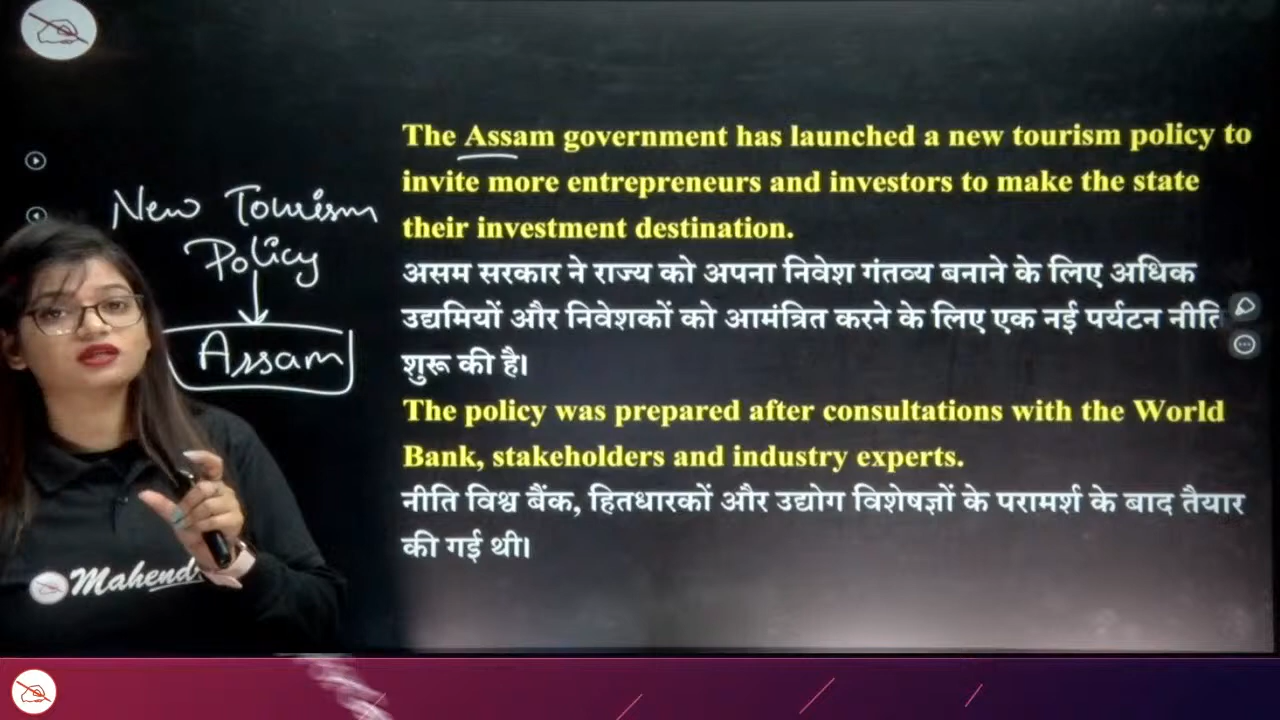 New Tourism
Policy
Assam
The Assam government has launched a new tourism policy to
invite more entrepreneurs and investors to make the state
their investment destination.
असम सरकार ने राज्य को अपना निवेश गंतव्य बनाने के लिए अधिक
उद्यमियों और निवेशकों को आमंत्रित करने के लिए एक नई पर्यटन नीति
शुरू की है।
The policy was prepared after consultations with the World
Bank, stakeholders and industry experts.
नीति विश्व बैंक, हितधारकों और उद्योग विशेषज्ञों के परामर्श के बाद तैयार
की गई थी।
Mahend